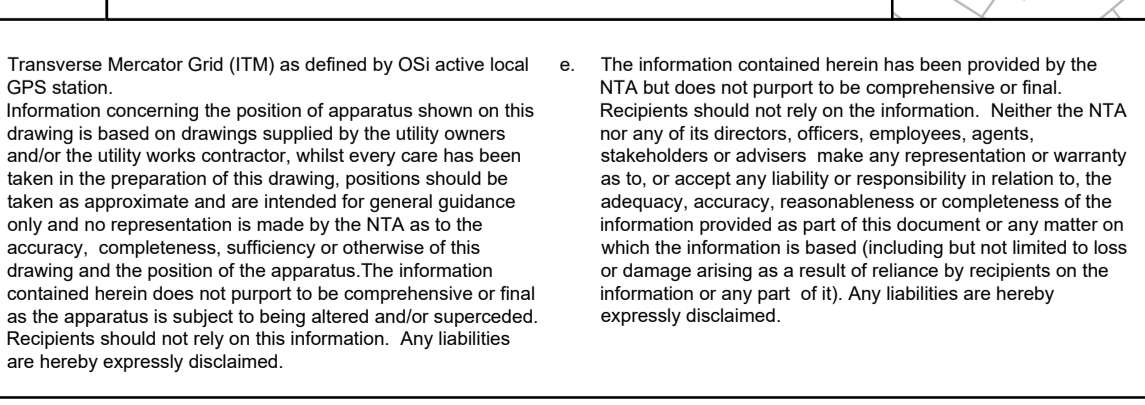 Transverse Mercator Grid (ITM) as defined by OSi active local
GPS station.
Information concerning the position of apparatus shown on this
drawing is based on drawings supplied by the utility owners
and/or the utility works contractor, whilst every care has been
taken in the preparation of this drawing, positions should be
taken as approximate and are intended for general guidance
only and no representation is made by the NTA as to the
accuracy,  completeness, sufficiency or otherwise of this
drawing and the position of the apparatus.The information
contained herein does not purport to be comprehensive or final
as the apparatus is subject to being altered and/or superceded.
Recipients should not rely on this information.  Any liabilities
are hereby expressly disclaimed.
e. The information contained herein has been provided by the
NTA but does not purport to be comprehensive or final.
Recipients should not rely on the information.  Neither the NTA
nor any of its directors, officers, employees, agents,
stakeholders or advisers  make any representation or warranty
as to, or accept any liability or responsibility in relation to, the
adequacy, accuracy, reasonableness or completeness of the
information provided as part of this document or any matter on
which the information is based (including but not limited to loss
or damage arising as a result of reliance by recipients on the
information or any part  of it). Any liabilities are hereby
expressly disclaimed.